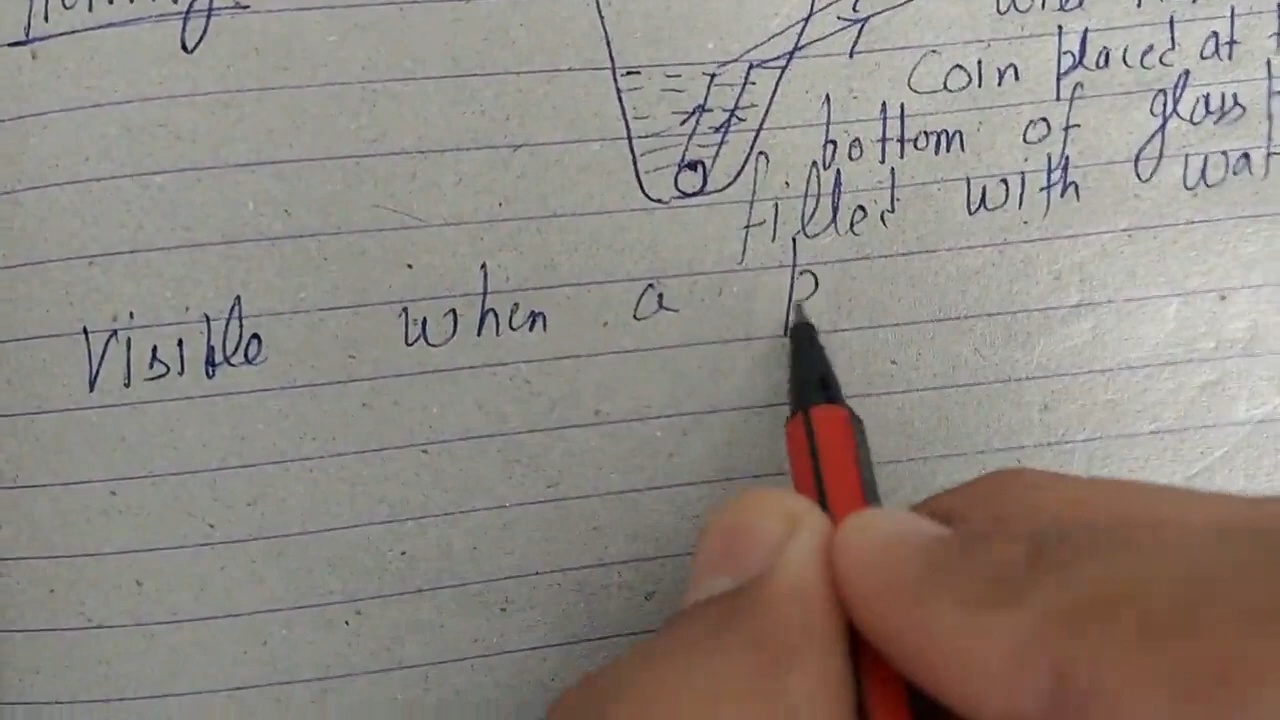 Coin placed at
bottom of glass
filled with wat
Visible when a p